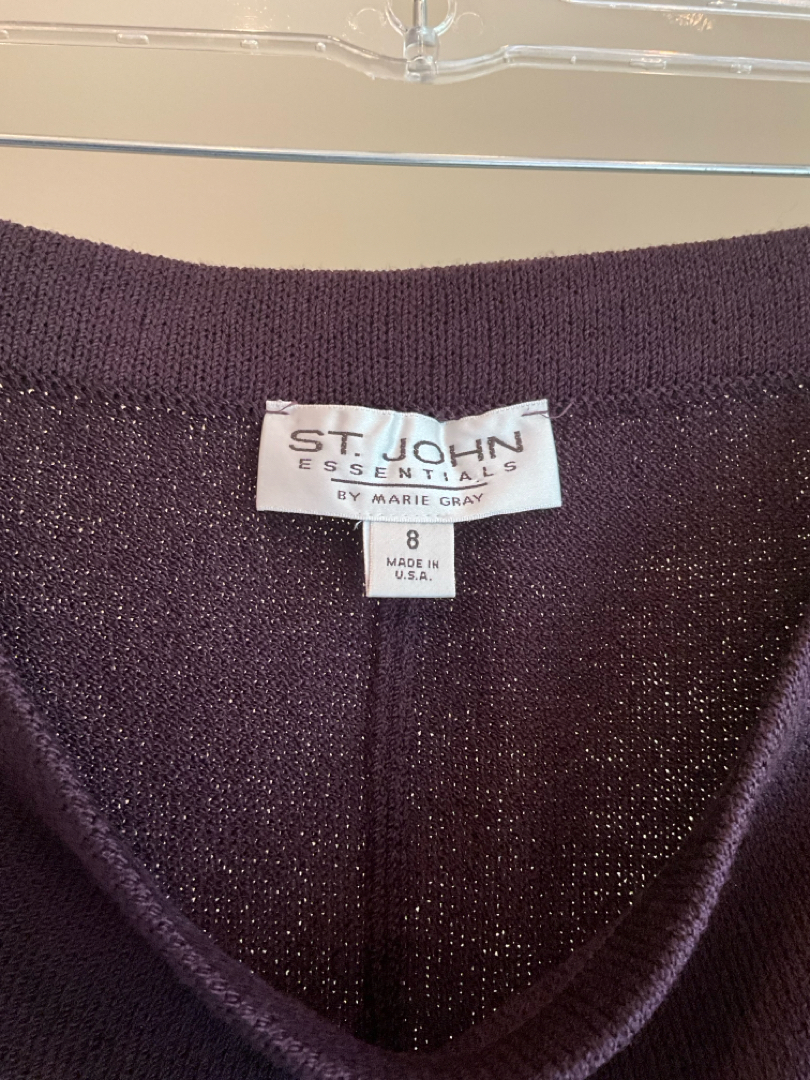 ST. JOHN
ESSENTIALS
BY MARIE GRAY
8
MADE IN
U.S.A.